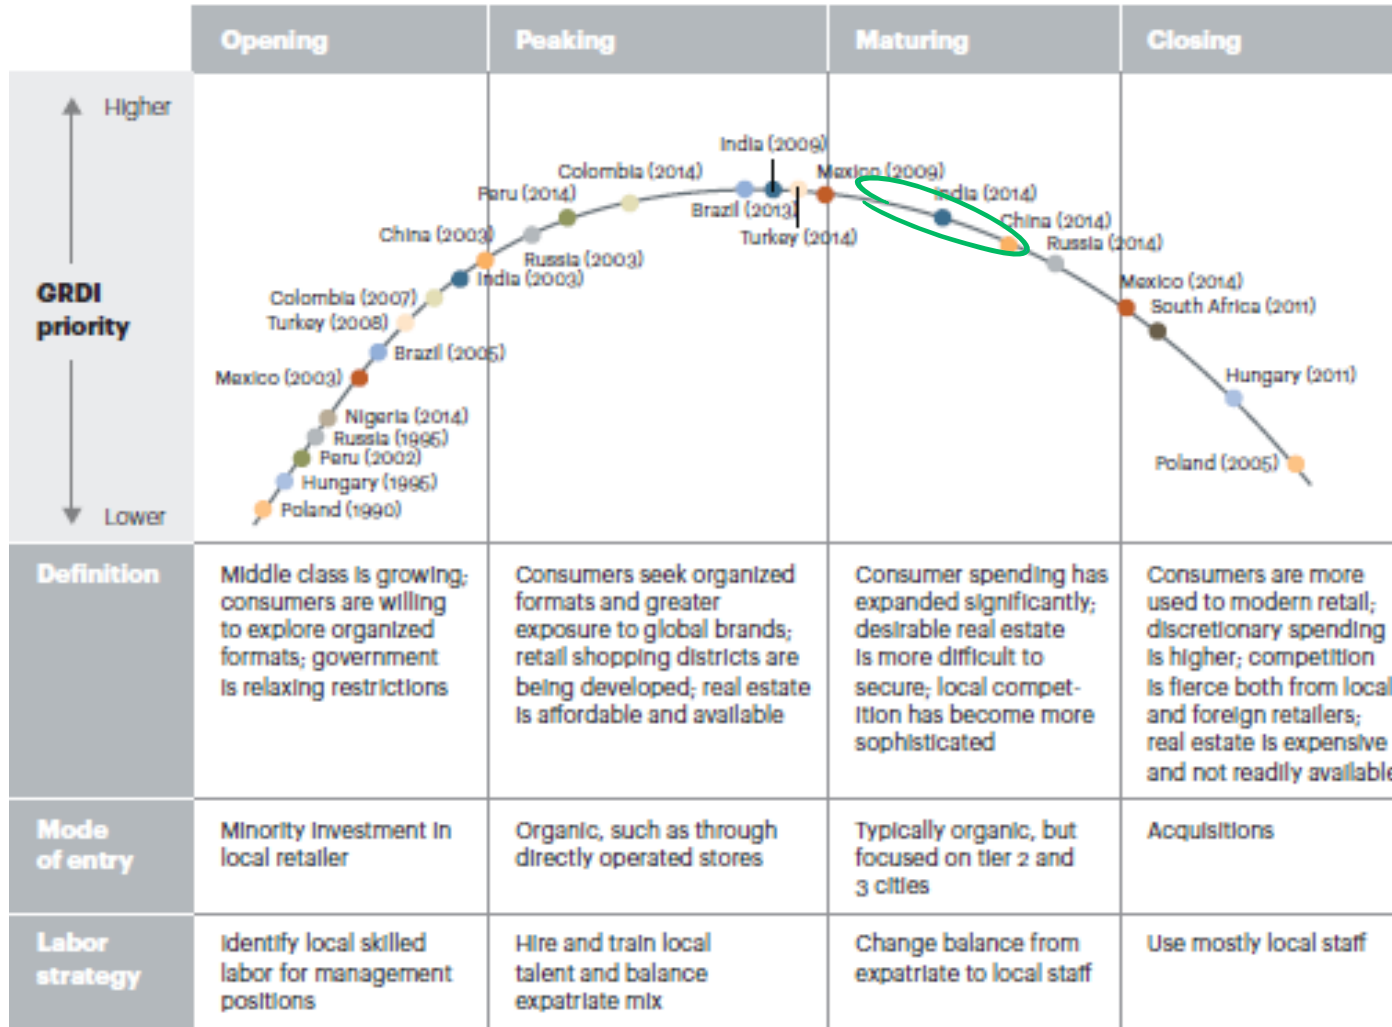 Opening
Peaking
Maturing
Closing
Higher
GRDI
priority
Lower
India (2009)
Colombia (2014)
Mexico (2009)
Peru (2014)
India (2014)
Brazil (2013)
China (2014)
China (2003)
Turkey (2014)
Russia (2014)
Russia (2003)
India (2003)
Mexico (2014)
Colombia (2007)
South Africa (2011)
Turkey (2008)
Brazil (2005)
Mexico (2003)
Hungary (2011)
Nigeria (2014)
Russia (1995)
Peru (2002)
Poland (2005)
Hungary (1995)
Poland (1990)
Definition
Middle class is growing;
consumers are willing
to explore organized
formats; government
is relaxing restrictions
Consumers seek organized
formats and greater
exposure to global brands;
retail shopping districts are
being developed; real estate
is affordable and available
Consumer spending has
expanded significantly;
desirable real estate
is more difficult to
secure; local compet-
ition has become more
sophisticated
Consumers are more
used to modern retail;
discretionary spending
is higher; competition
is fierce both from local
and foreign retailers;
real estate is expensive
and not readily available
Mode
of entry
Minority investment in
local retailer
Organic, such as through
directly operated stores
Typically organic, but
focused on tier 2 and
3 cities
Acquisitions
Labor
strategy
Identify local skilled
labor for management
positions
Hire and train local
talent and balance
expatriate mix
Change balance from
expatriate to local staff
Use mostly local staff